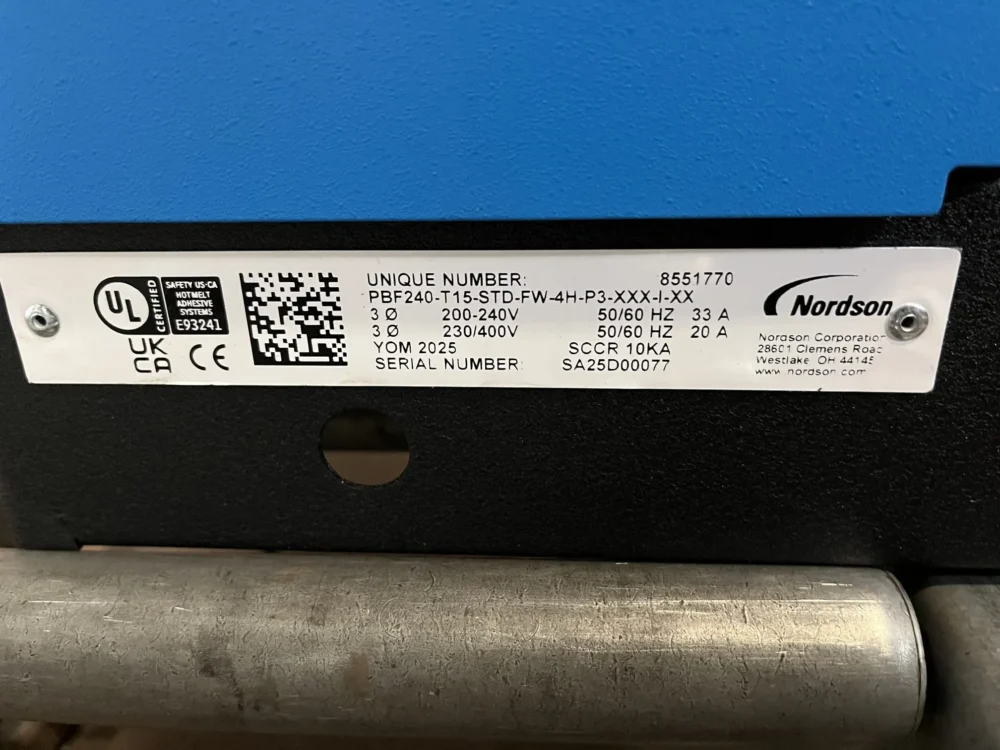 UL
CERTIFIED
SAFETY US-CA
HOT MELT
ADHESIVE
SYSTEMS
E93241
UK
CA
CE
UNIQUE NUMBER: 8551770
PBF240-T15-STD-FW-4H-P3-XXX-I-XX
3 Ø 200-240V 50/60 HZ 33 A
3 Ø 230/400V 50/60 HZ 20 A
YOM 2025 SCCR 10KA
SERIAL NUMBER: SA25D00077
Nordson
Nordson Corporation
28601 Clemens Road
Westlake, OH 44145
www.nordson.com